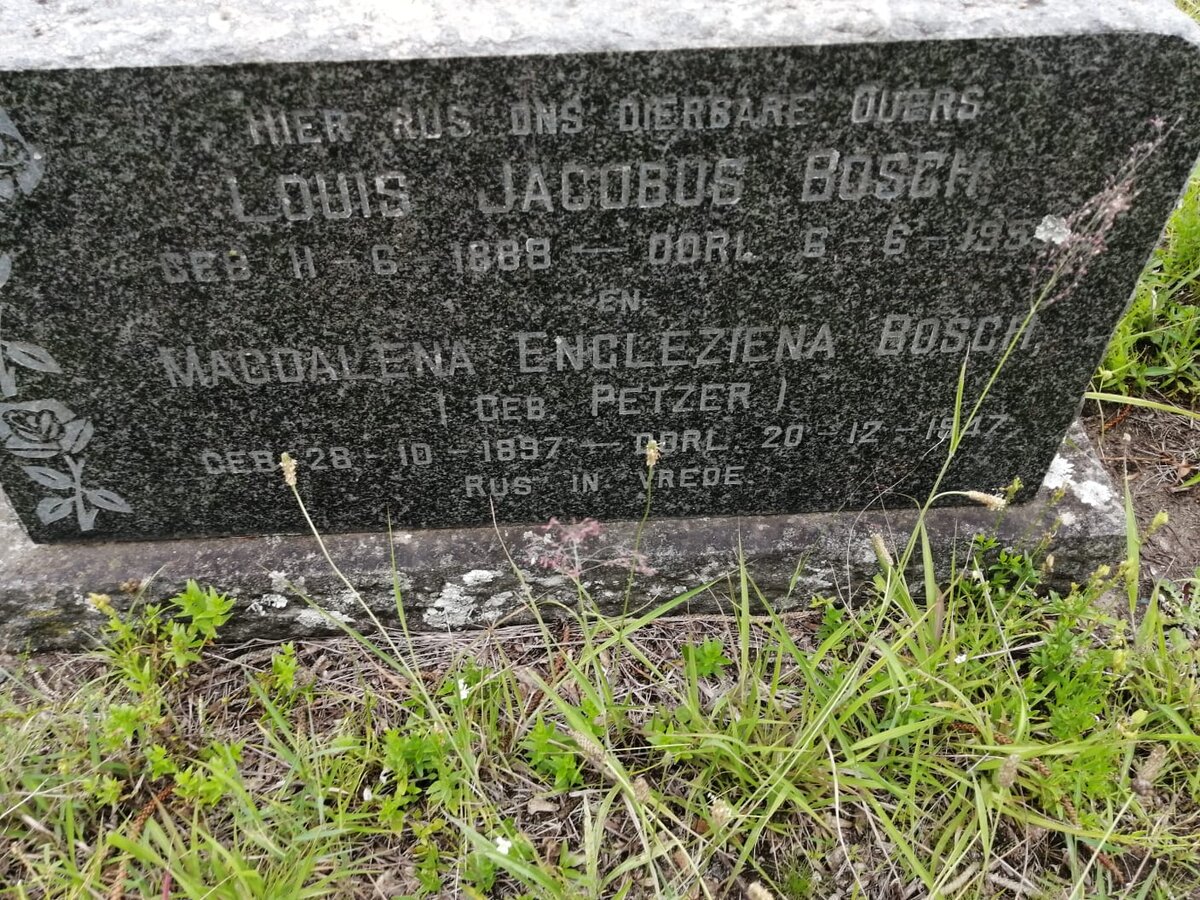 HIER RUS ONS DIERBARE OUERS
LOUIS JACOBUS BOSCH
GEB 11-6-1888 — OORL. 6-6-195
EN
MAGDALENA ENGLEZIENA BOSCH
(GEB PETZER)
GEB 28-10-1897 — OORL. 20-12-1947
RUS IN VREDE.